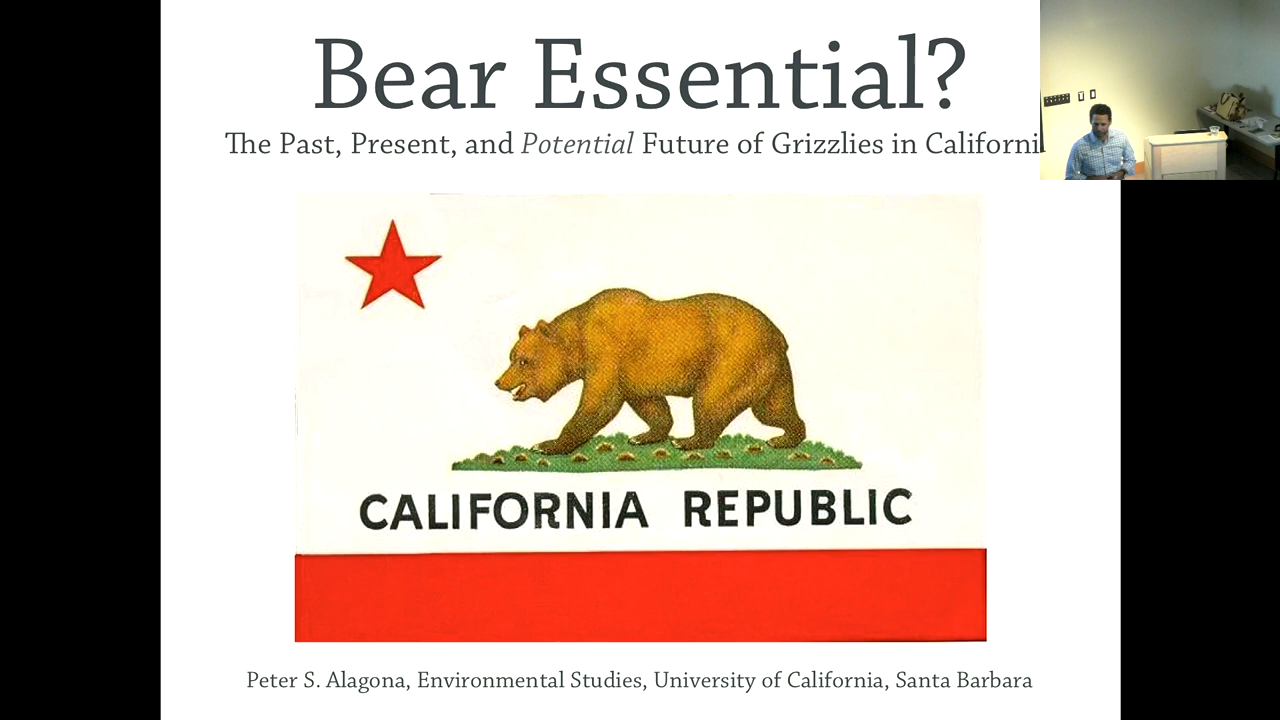 Bear Essential?
The Past, Present, and Potential Future of Grizzlies in Californi
CALIFORNIA REPUBLIC
Peter S. Alagona, Environmental Studies, University of California, Santa Barbara